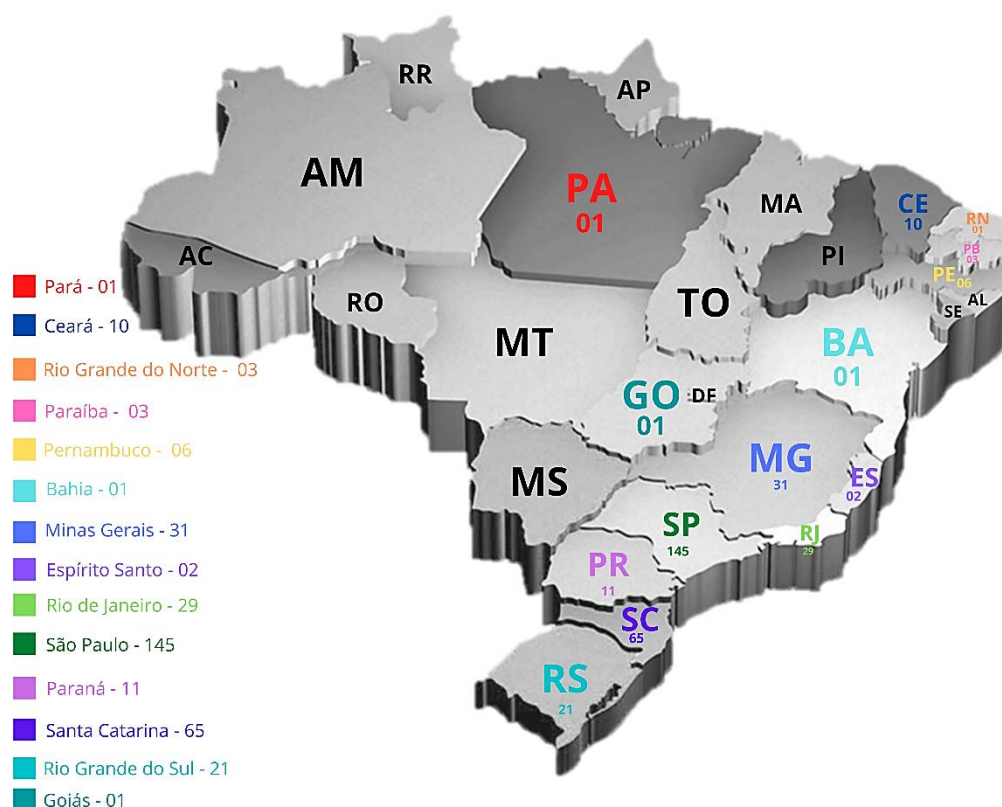 RR
AP
AM
PA
01
MA
CE
10
RN
01
PB
03
PI
PE 06
AC
SE
AL
RO
TO
MT
BA
01
GO
01
DF
MS
MG
31
ES
02
SP
145
RJ
29
PR
11
SC
65
RS
21
Pará - 01
Ceará - 10
Rio Grande do Norte - 03
Paraíba - 03
Pernambuco - 06
Bahia - 01
Minas Gerais - 31
Espírito Santo - 02
Rio de Janeiro - 29
São Paulo - 145
Paraná - 11
Santa Catarina - 65
Rio Grande do Sul - 21
Goiás - 01